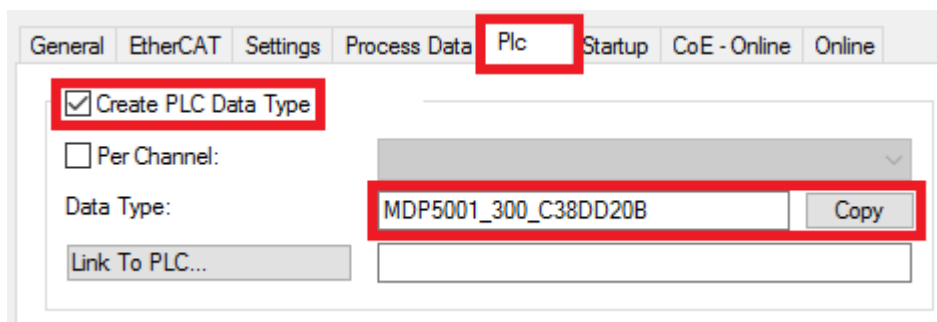 General EtherCAT Settings Process Data Plc Startup CoE - Online Online
Create PLC Data Type
Per Channel:
Data Type: MDP5001_300_C38DD20B Copy
Link To PLC...